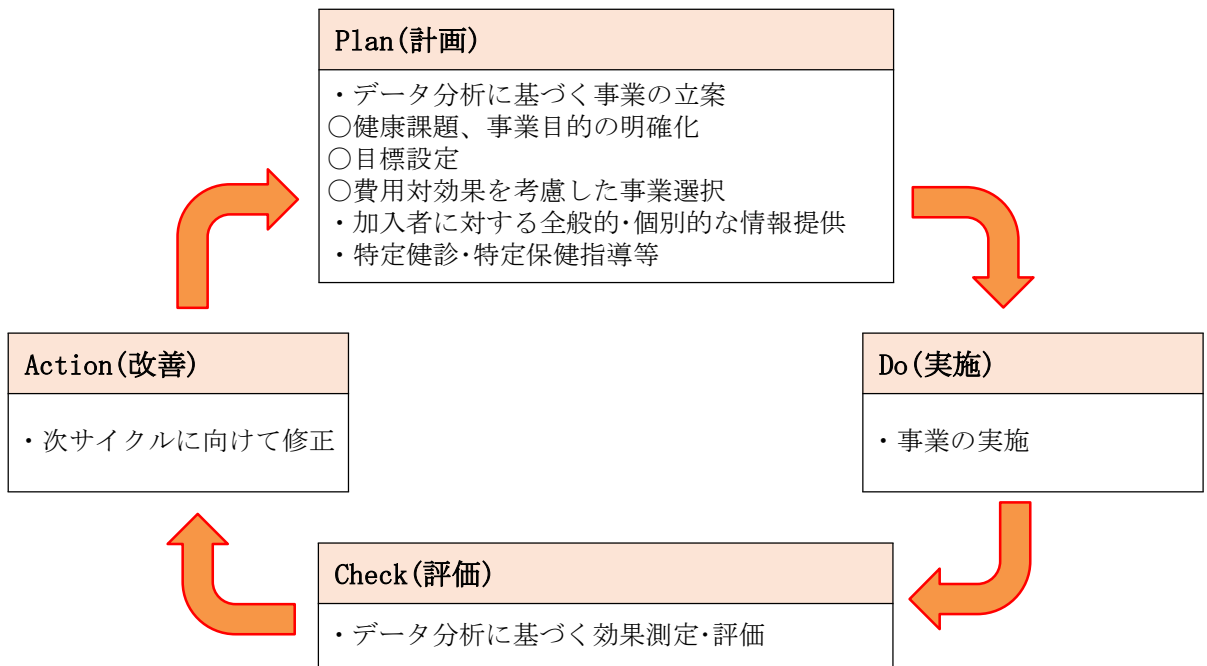 Plan(計画)
・データ分析に基づく事業の立案
○健康課題、事業目的の明確化
○目標設定
○費用対効果を考慮した事業選択
・加入者に対する全般的･個別的な情報提供
・特定健診･特定保健指導等
Action(改善)
・次サイクルに向けて修正
Do(実施)
・事業の実施
Check(評価)
・データ分析に基づく効果測定･評価